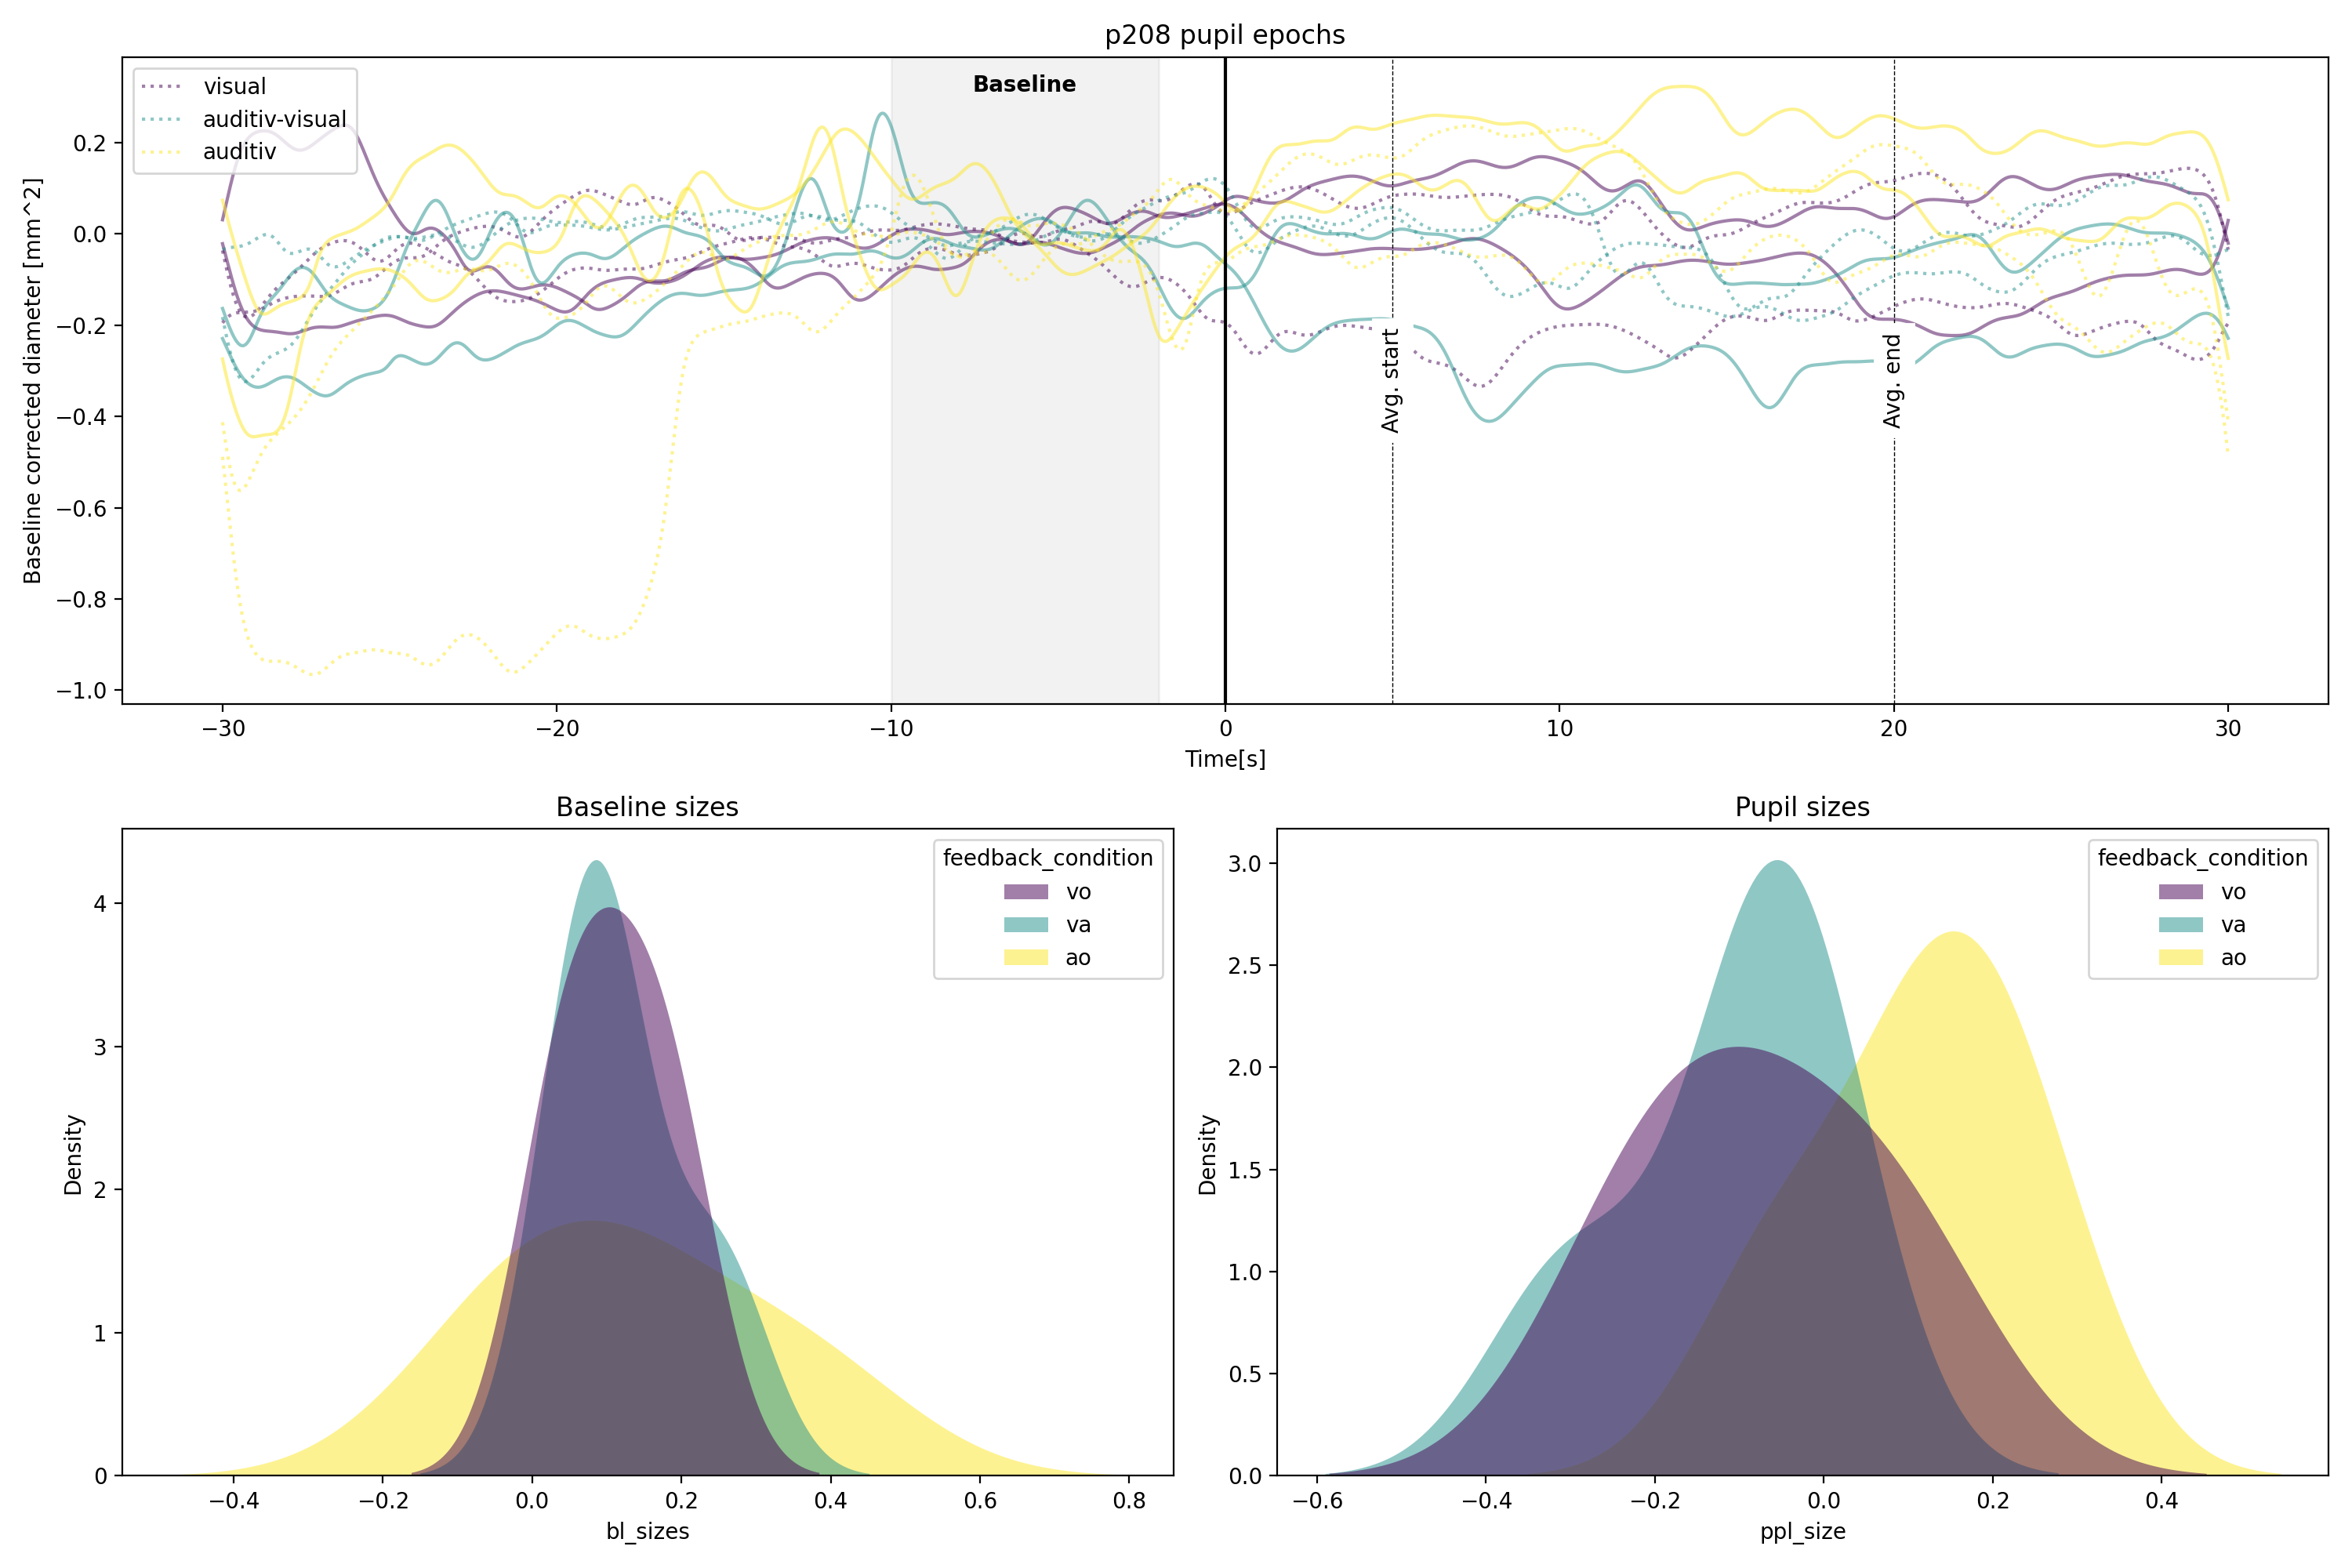 p208 pupil epochs
visual
auditiv-visual
auditiv
Baseline
Avg. start
Avg. end
Baseline corrected diameter [mm^2]
0.2
0.0
−0.2
−0.4
−0.6
−0.8
−1.0
−30
−20
−10
0
10
20
30
Time[s]
Baseline sizes
feedback_condition
vo
va
ao
Density
4
3
2
1
0
−0.4
−0.2
0.0
0.2
0.4
0.6
0.8
bl_sizes
Pupil sizes
feedback_condition
vo
va
ao
Density
3.0
2.5
2.0
1.5
1.0
0.5
0.0
−0.6
−0.4
−0.2
0.0
0.2
0.4
ppl_size